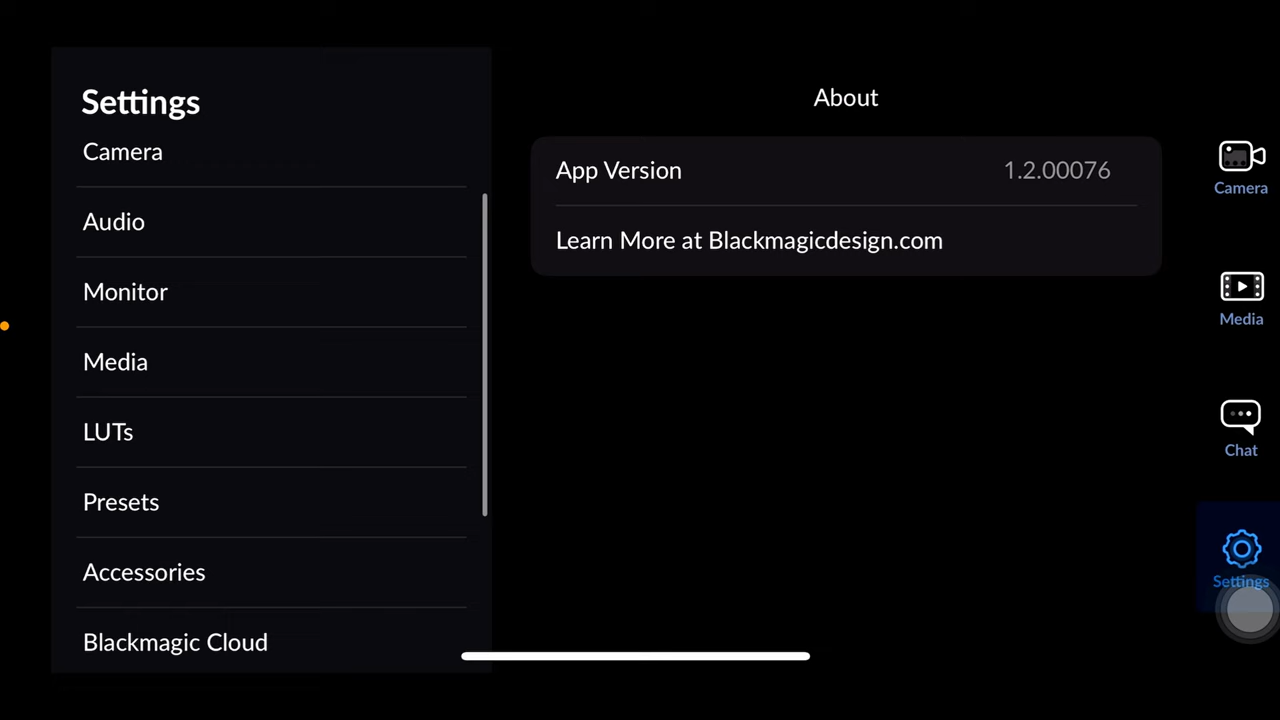 Settings
Camera
Audio
Monitor
Media
LUTs
Presets
Accessories
Blackmagic Cloud
About
App Version 1.2.00076
Learn More at Blackmagicdesign.com
Camera
Media
Chat
Settings